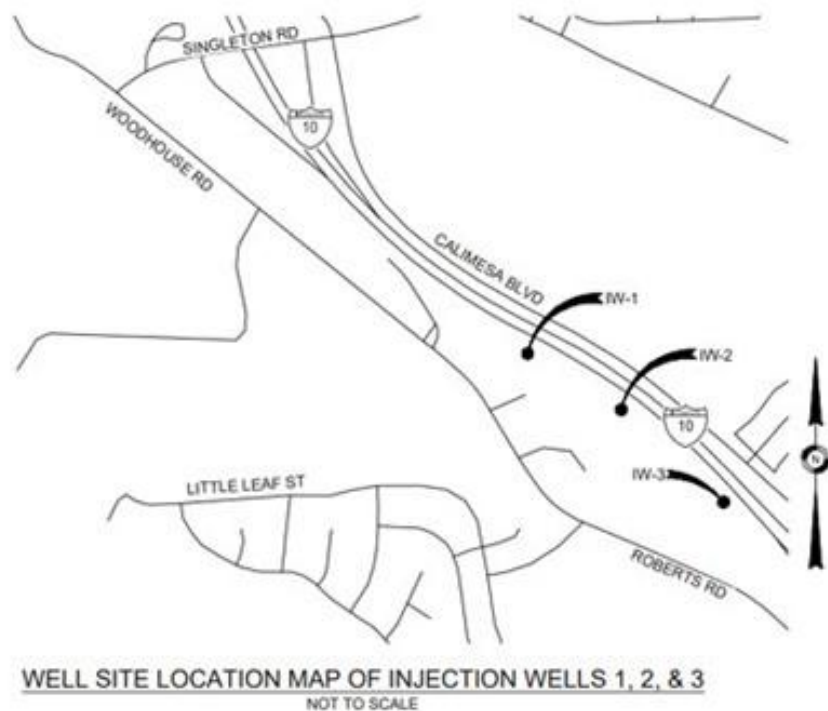 SINGLETON RD
10
WOODHOUSE RD
CALIMESA BLVD
IW-1
IW-2
10
N
IW-3
LITTLE LEAF ST
ROBERTS RD
WELL SITE LOCATION MAP OF INJECTION WELLS 1, 2, & 3
NOT TO SCALE